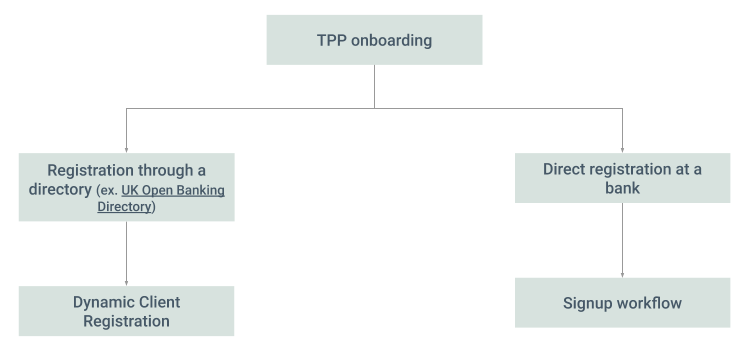 TPP onboarding
Registration through a
directory (ex. UK Open Banking
Directory)
Direct registration at a
bank
Dynamic Client
Registration
Signup workflow